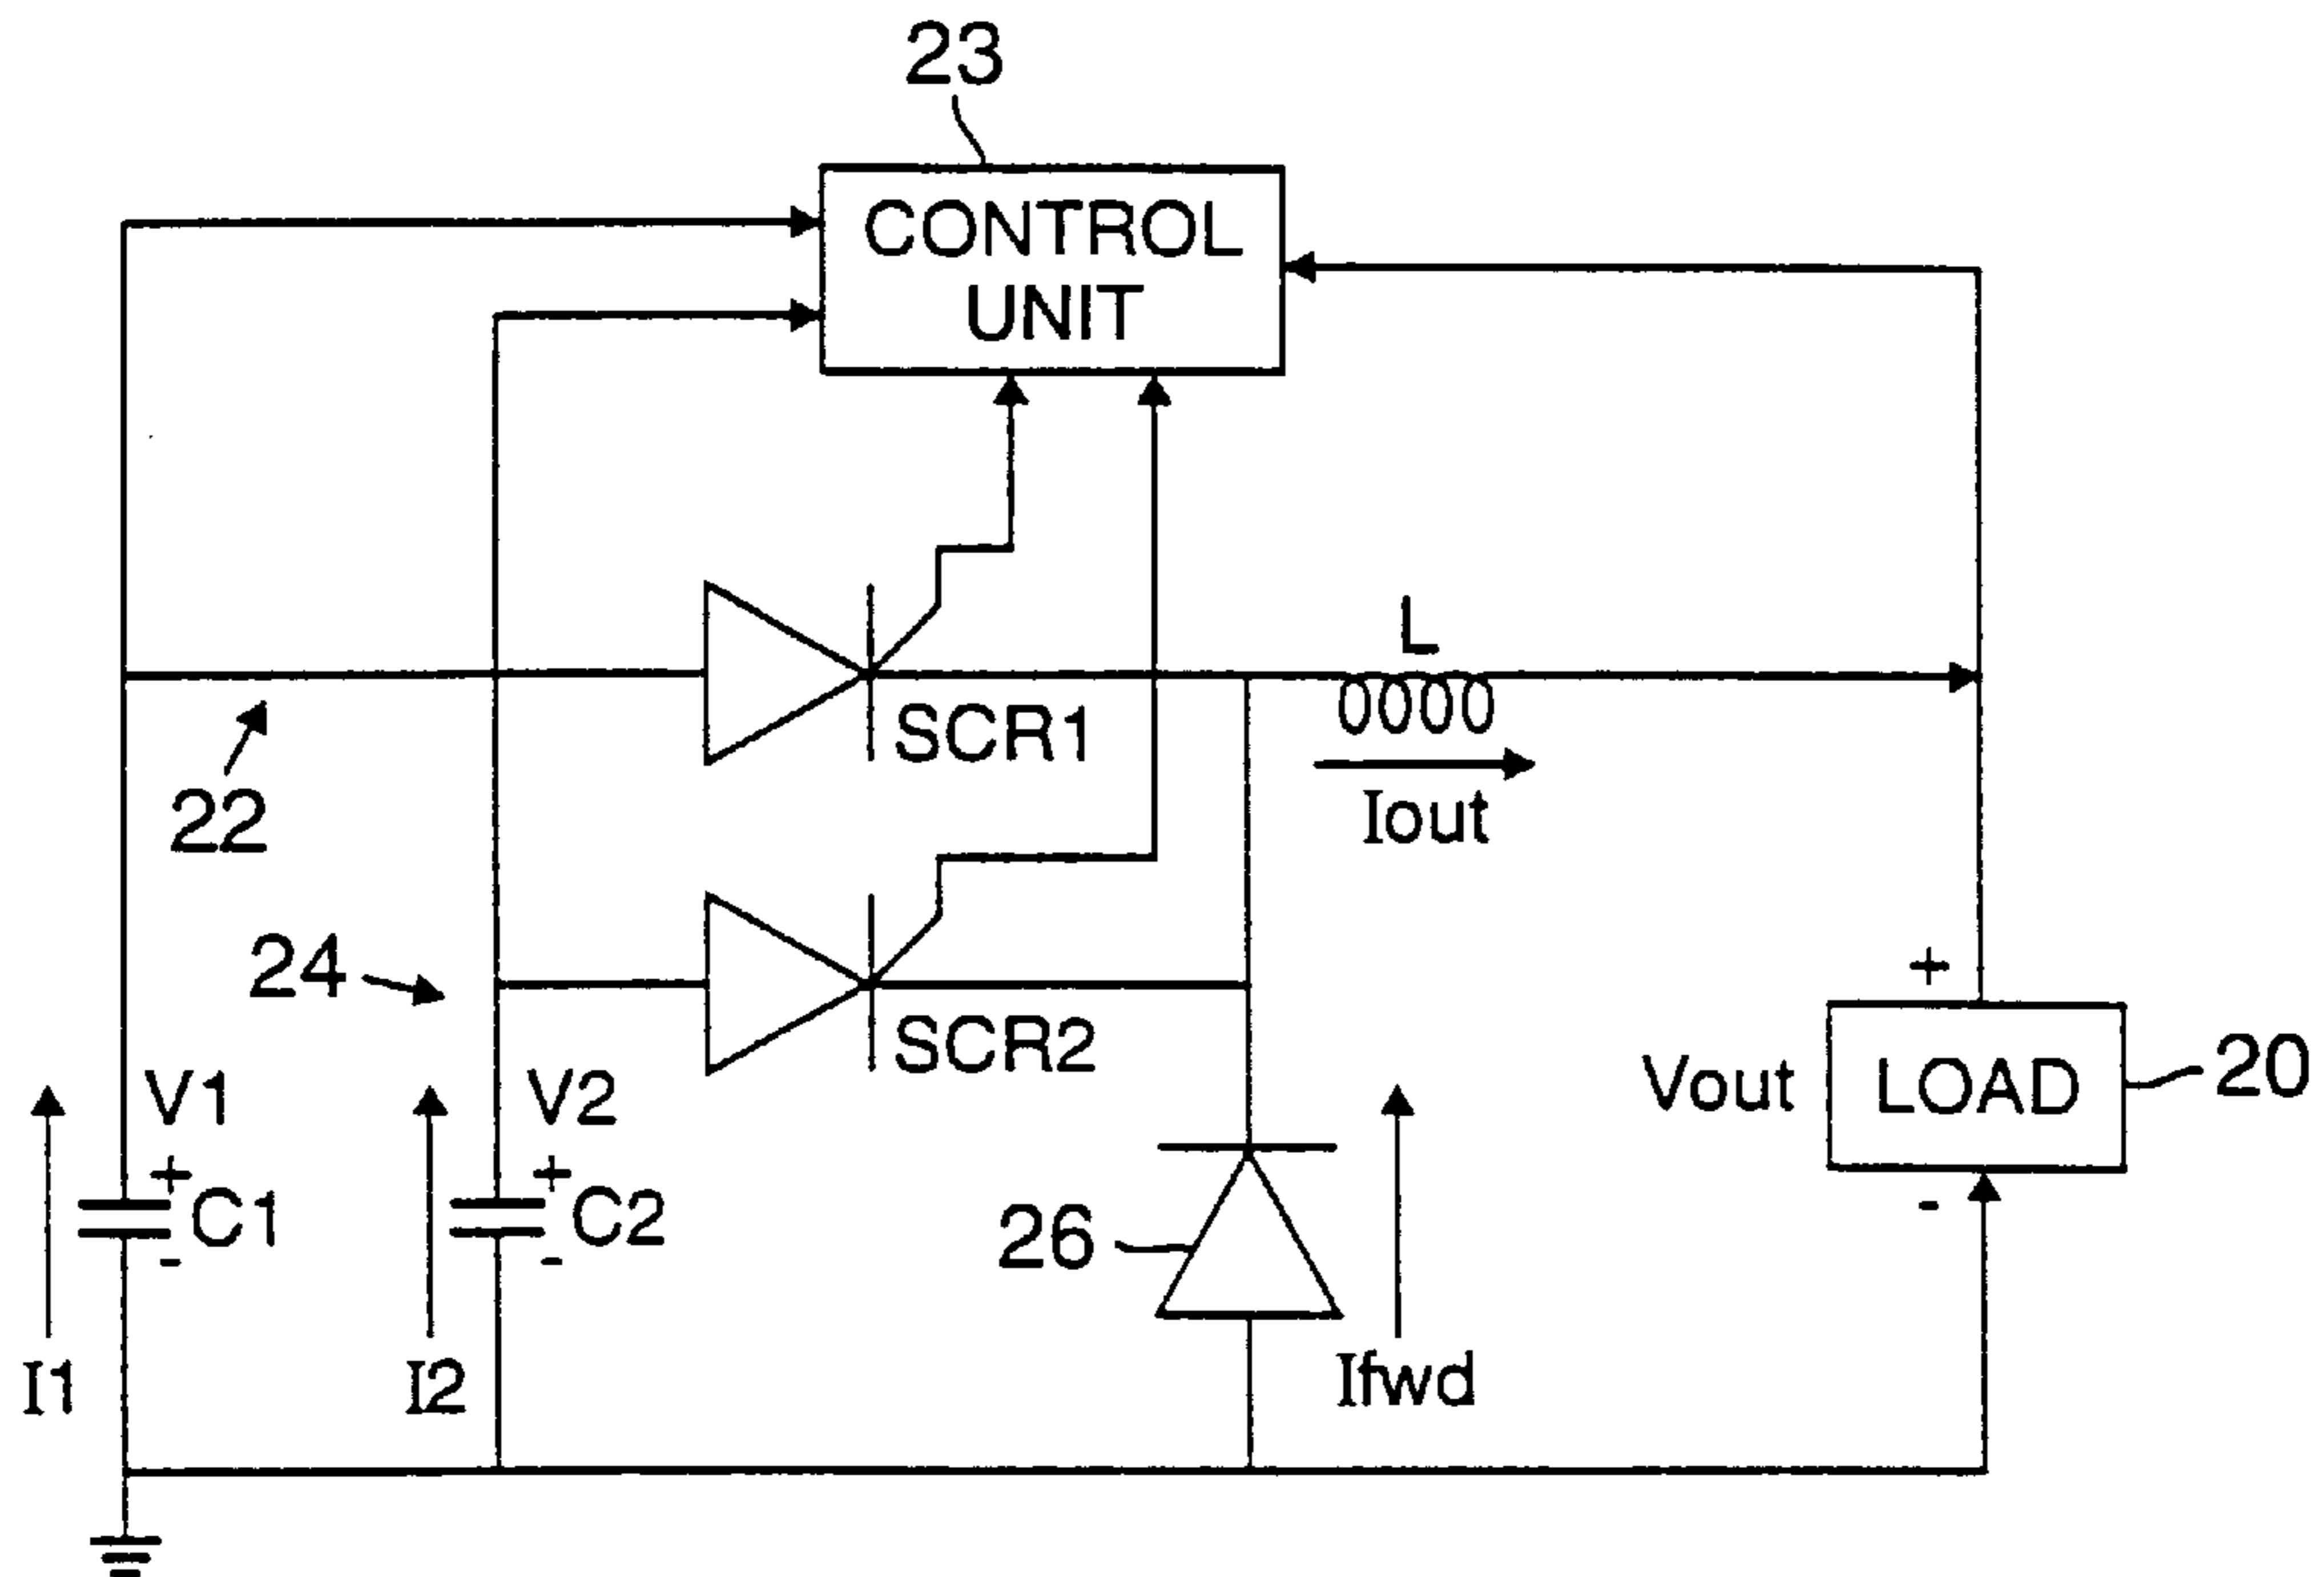 23
CONTROL
UNIT
L
SCR1
22
Iout
24
+
SCR2
V1
V2
Vout
LOAD
20
+
C1
-
+
C2
-
26
-
I1
I2
Ifwd